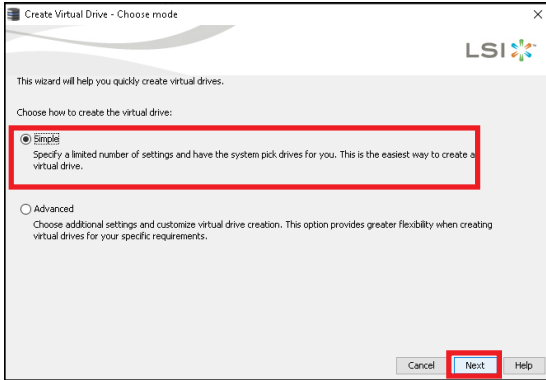 Create Virtual Drive - Choose mode
LSI
This wizard will help you quickly create virtual drives.
Choose how to create the virtual drive:
Simple
Specify a limited number of settings and have the system pick drives for you. This is the easiest way to create a
virtual drive.
Advanced
Choose additional settings and customize virtual drive creation. This option provides greater flexibility when creating
virtual drives for your specific requirements.
Cancel Next Help